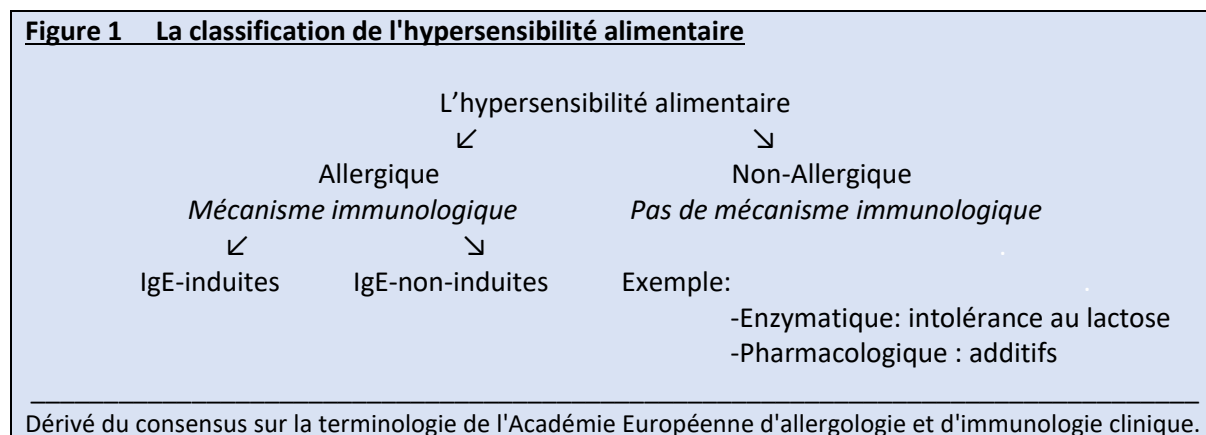 Figure 1 La classification de l'hypersensibilité alimentaire
L’hypersensibilité alimentaire
↙ ↘
Allergique Non-Allergique
Mécanisme immunologique Pas de mécanisme immunologique
↙ ↘
IgE-induites IgE-non-induites Exemple:
-Enzymatique: intolérance au lactose
-Pharmacologique : additifs
Dérivé du consensus sur la terminologie de l'Académie Européenne d'allergologie et d'immunologie clinique.